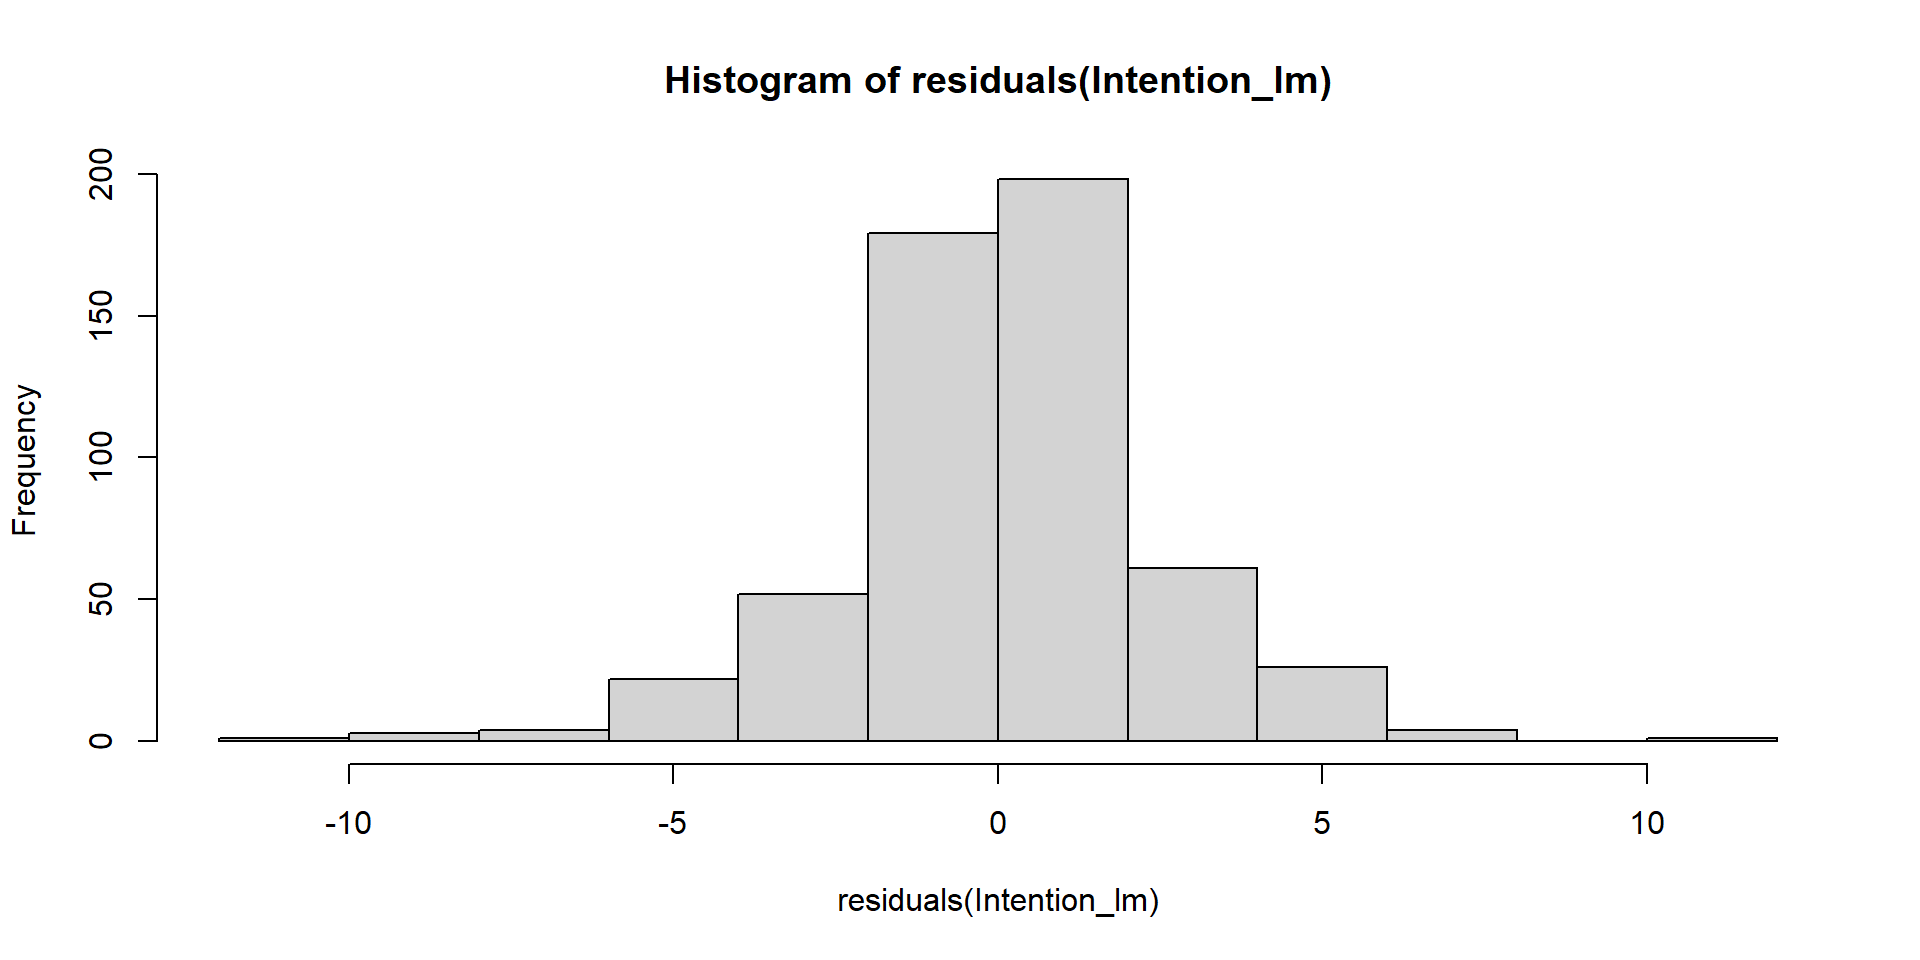 Histogram of residuals(Intention_lm)
Frequency
200
150
100
50
0
-10 -5 0 5 10
residuals(Intention_lm)